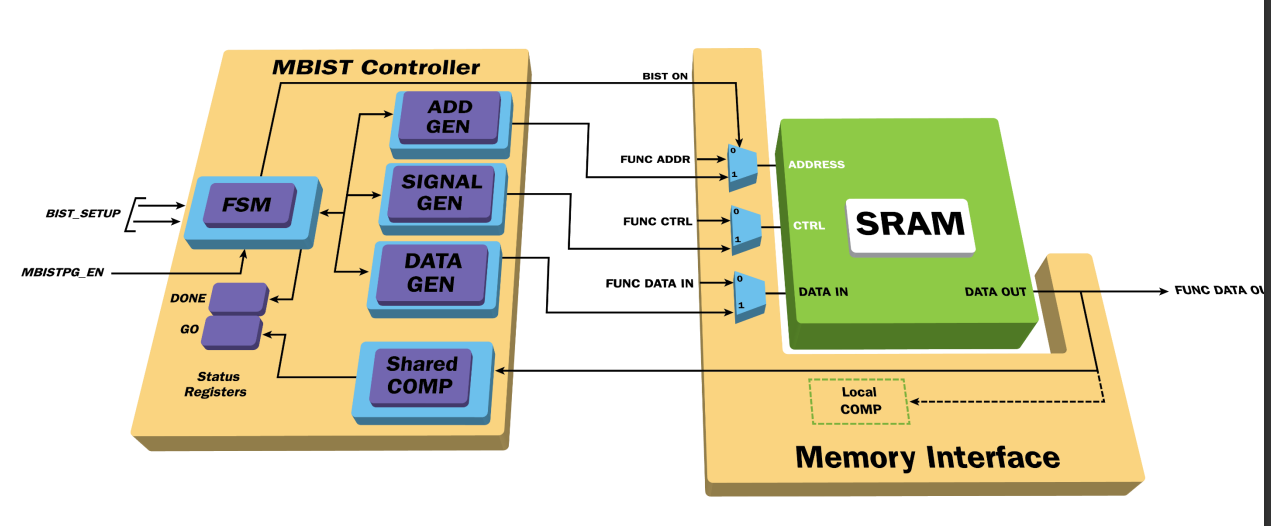 MBIST Controller
BIST ON
ADD
GEN
FUNC ADDR
0
1
ADDRESS
SIGNAL
GEN
FSM
BIST_SETUP
FUNC CTRL
0
1
CTRL
SRAM
MBISTPG_EN
DATA
GEN
FUNC DATA IN
0
1
DATA IN
DATA OUT
FUNC DATA
DONE
GO
Status
Registers
Shared
COMP
Local
COMP
Memory Interface